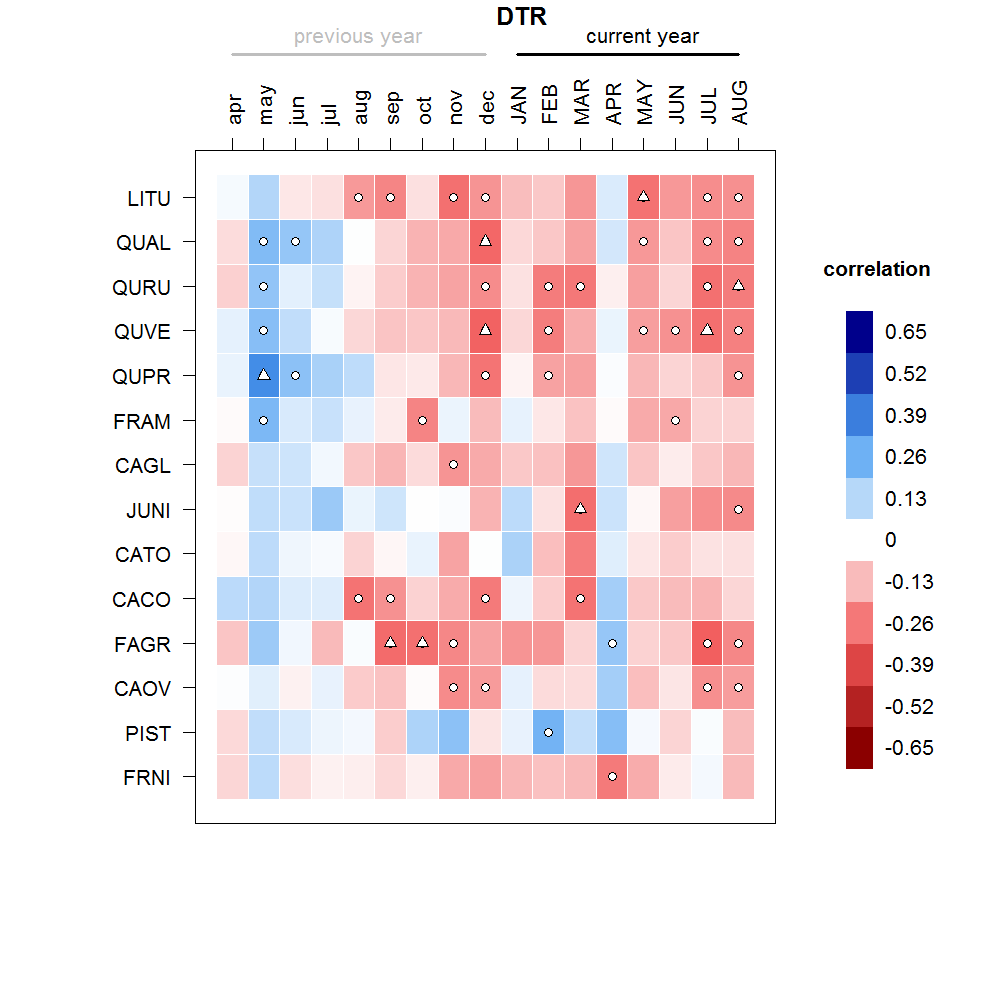 DTR
previous year current year
apr may jun jul aug sep oct nov dec JAN FEB MAR APR MAY JUN JUL AUG
LITU
QUAL
QURU
QUVE
QUPR
FRAM
CAGL
JUNI
CATO
CACO
FAGR
CAOV
PIST
FRNI
correlation
0.65
0.52
0.39
0.26
0.13
0
-0.13
-0.26
-0.39
-0.52
-0.65